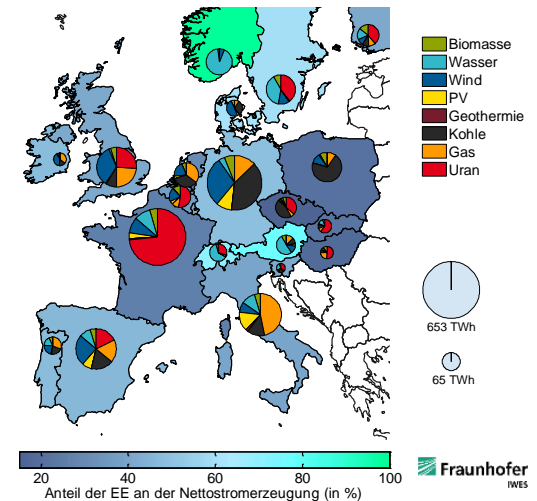 Biomasse
Wasser
Wind
PV
Geothermie
Kohle
Gas
Uran
653 TWh
65 TWh
20 40 60 80 100
Anteil der EE an der Nettostromerzeugung (in %)
Fraunhofer
IWES